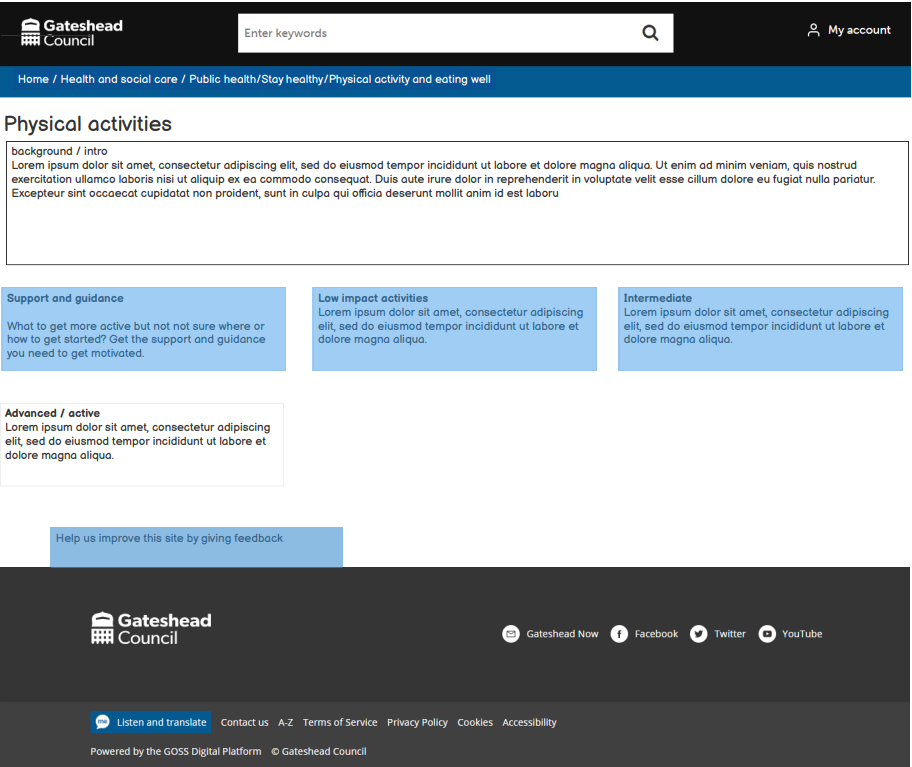 Gateshead
Council
Enter keywords
My account
Home / Health and social care / Public health/Stay healthy/Physical activity and eating well
Physical activities
background / intro
Lorem ipsum dolor sit amet, consectetur adipiscing elit, sed do eiusmod tempor incididunt ut labore et dolore magna aliqua. Ut enim ad minim veniam, quis nostrud
exercitation ullamco laboris nisi ut aliquip ex ea commodo consequat. Duis aute irure dolor in reprehenderit in voluptate velit esse cillum dolore eu fugiat nulla pariatur.
Excepteur sint occaecat cupidatat non proident, sunt in culpa qui officia deserunt mollit anim id est laboru
Support and guidance
What to get more active but not not sure where or
how to get started? Get the support and guidance
you need to get motivated.
Low impact activities
Lorem ipsum dolor sit amet, consectetur adipiscing
elit, sed do eiusmod tempor incididunt ut labore et
dolore magna aliqua.
Intermediate
Lorem ipsum dolor sit amet, consectetur adipiscing
elit, sed do eiusmod tempor incididunt ut labore et
dolore magna aliqua.
Advanced / active
Lorem ipsum dolor sit amet, consectetur adipiscing
elit, sed do eiusmod tempor incididunt ut labore et
dolore magna aliqua.
Help us improve this site by giving feedback
Gateshead
Council
Gateshead Now Facebook Twitter YouTube
me Listen and translate Contact us A-Z Terms of Service Privacy Policy Cookies Accessibility
Powered by the GOSS Digital Platform © Gateshead Council